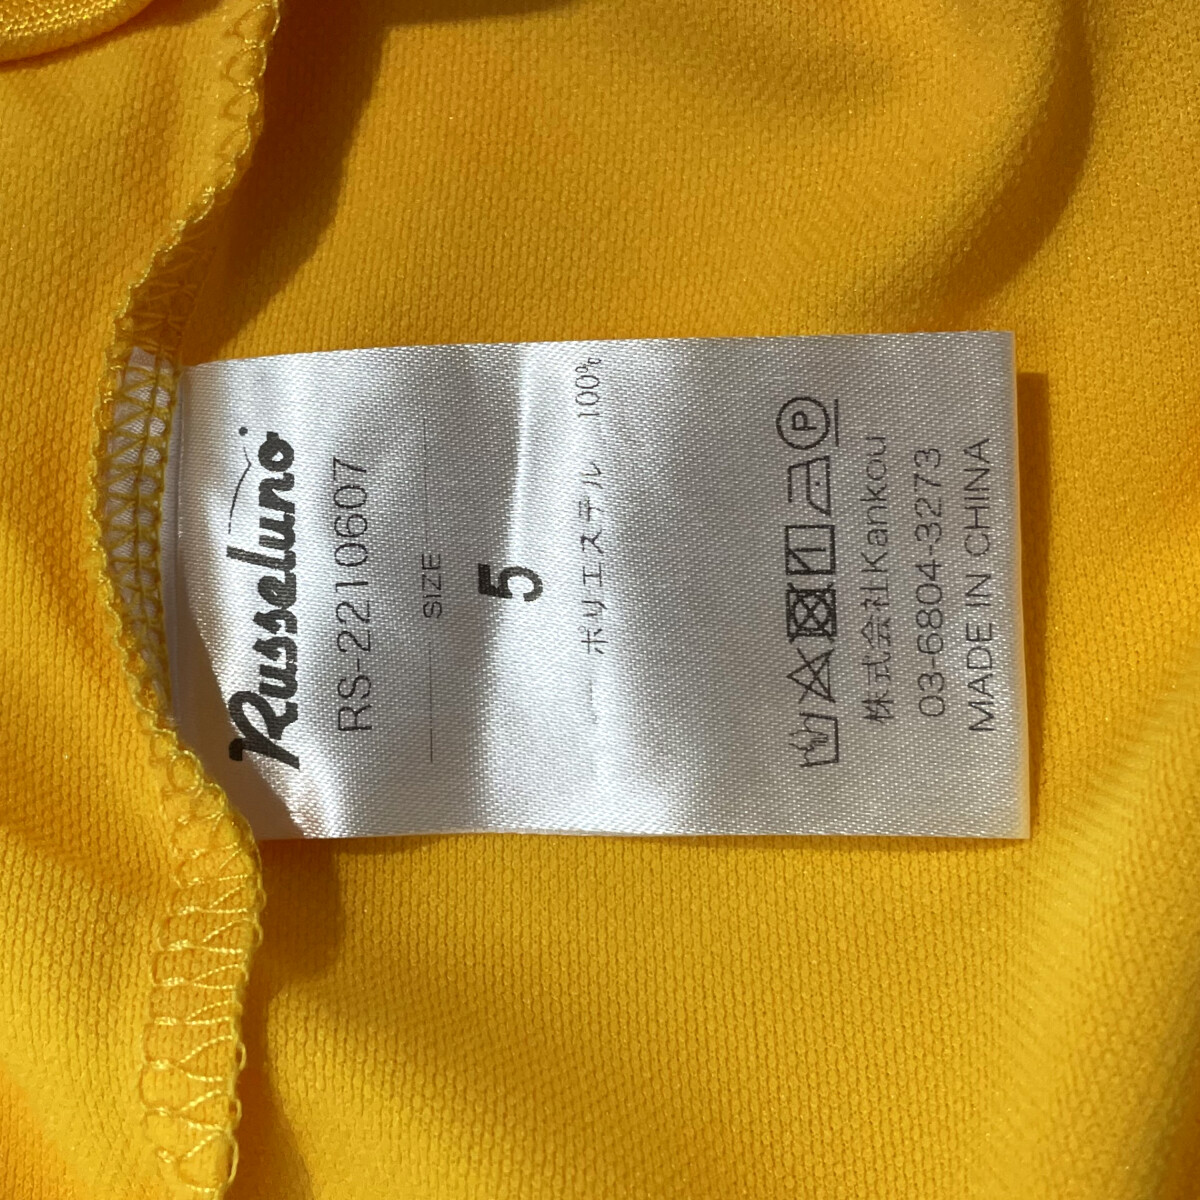 Russeluno
RS-2210607
SIZE
5
ポリエステル 100%
P
株式会社Kankou
03-6804-3273
MADE IN CHINA